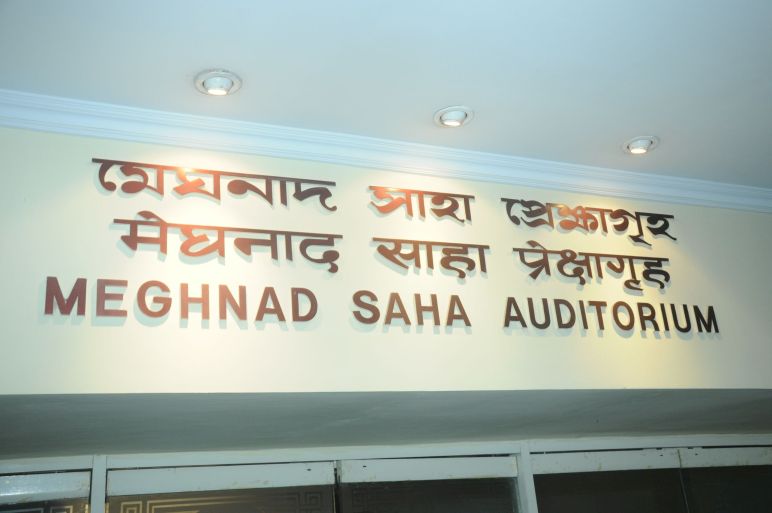 মেঘনাদ সাহা প্রেক্ষাগৃহ
मेघनाद साहा प्रेक्षागृह
MEGHNAD SAHA AUDITORIUM